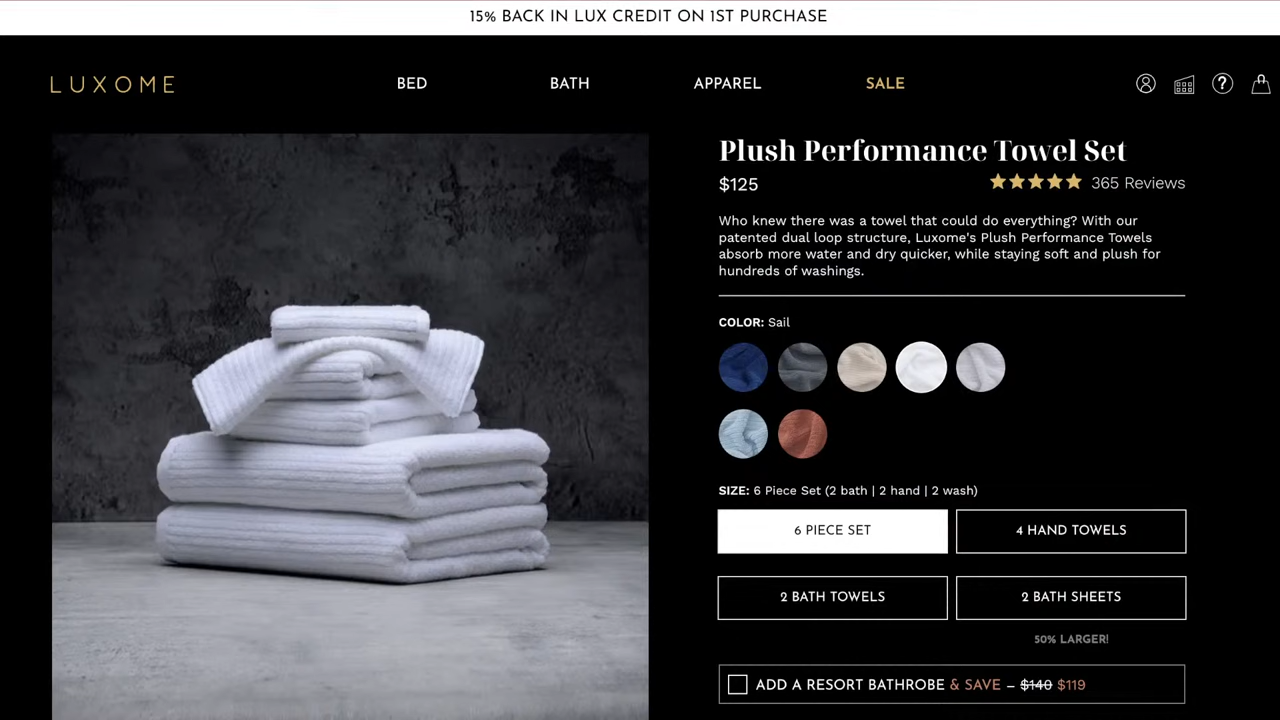 15% BACK IN LUX CREDIT ON 1ST PURCHASE
LUXOME
BED
BATH
APPAREL
SALE
?
Plush Performance Towel Set
$125
365 Reviews
Who knew there was a towel that could do everything? With our
patented dual loop structure, Luxome's Plush Performance Towels
absorb more water and dry quicker, while staying soft and plush for
hundreds of washings.
COLOR: Sail
SIZE: 6 Piece Set (2 bath | 2 hand | 2 wash)
6 PIECE SET
4 HAND TOWELS
2 BATH TOWELS
2 BATH SHEETS
50% LARGER!
ADD A RESORT BATHROBE & SAVE – $140 $119